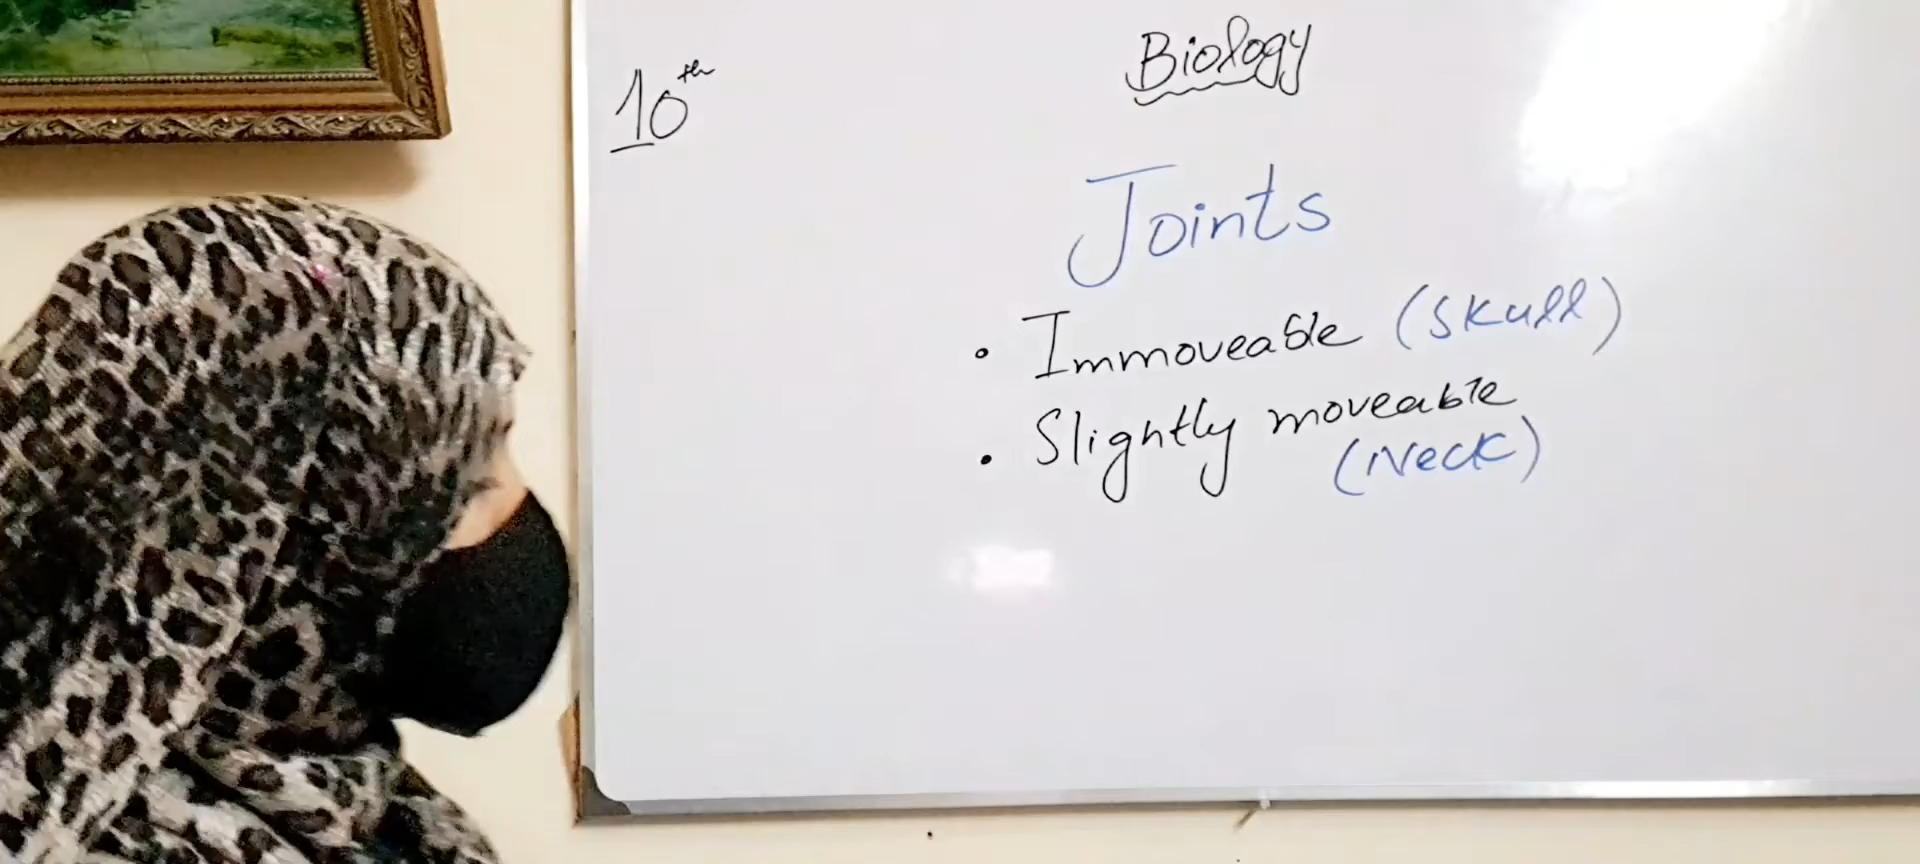 10th
Biology
Joints
• Immoveable (Skull)
• Slightly moveable
(Neck)